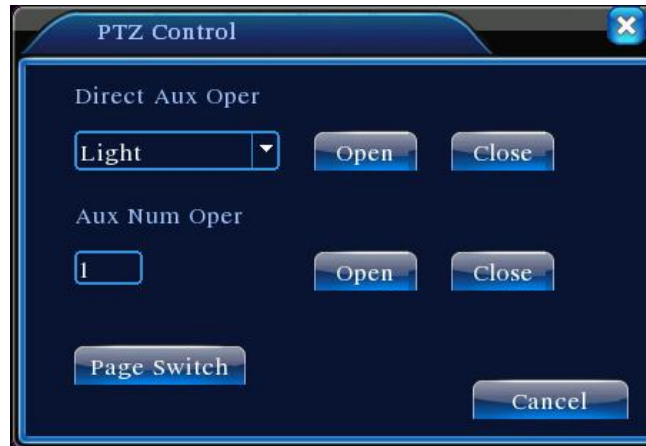 PTZ Control
Direct Aux Oper
Light Open Close
Aux Num Oper
1 Open Close
Page Switch
Cancel